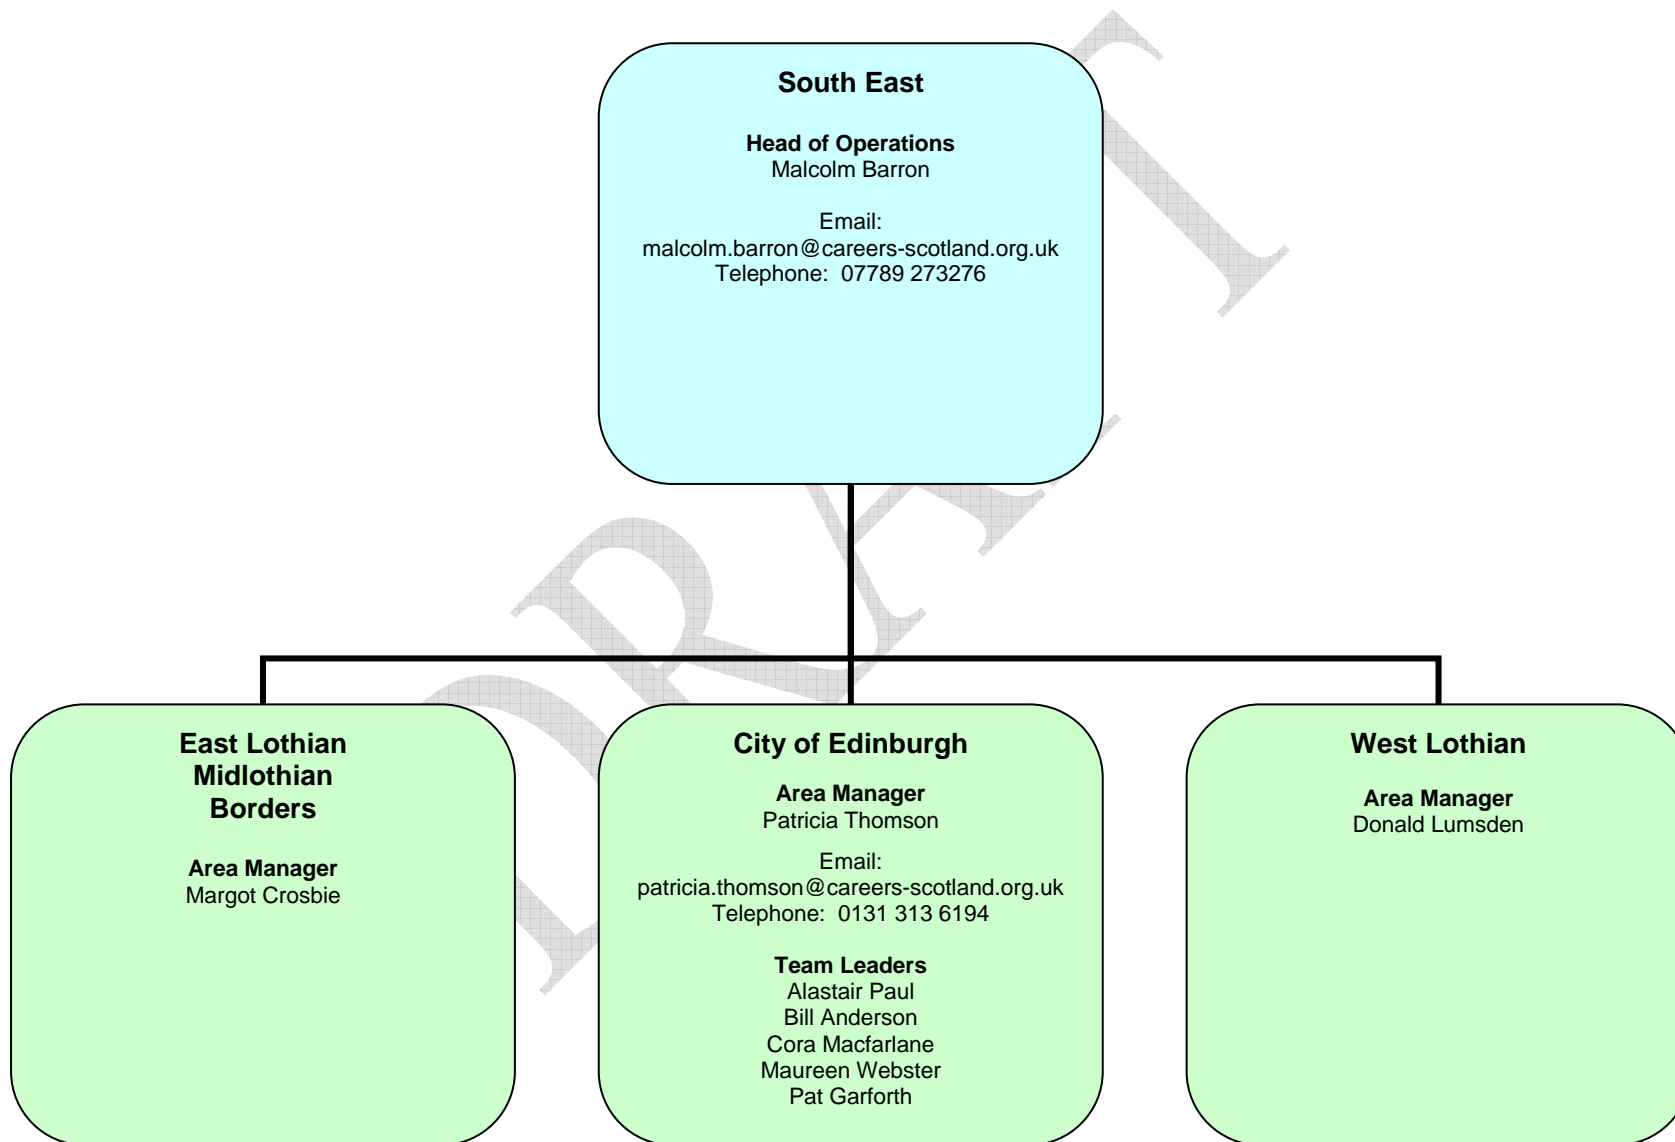 South East
Head of Operations
Malcolm Barron
Email:
malcolm.barron@careers-scotland.org.uk
Telephone:  07789 273276
East Lothian
Midlothian
Borders
Area Manager
Margot Crosbie
City of Edinburgh
Area Manager
Patricia Thomson
Email:
patricia.thomson@careers-scotland.org.uk
Telephone:  0131 313 6194
Team Leaders
Alastair Paul
Bill Anderson
Cora Macfarlane
Maureen Webster
Pat Garforth
West Lothian
Area Manager
Donald Lumsden
DRAFT